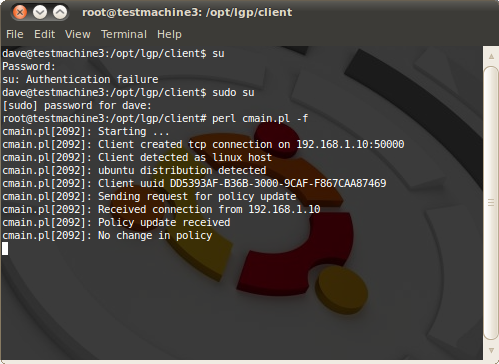 root@testmachine3: /opt/lgp/client
File Edit View Terminal Help
dave@testmachine3:/opt/lgp/client$ su
Password:
su: Authentication failure
dave@testmachine3:/opt/lgp/client$ sudo su
[sudo] password for dave:
root@testmachine3:/opt/lgp/client# perl cmain.pl -f
cmain.pl[2092]: Starting ...
cmain.pl[2092]: Client created tcp connection on 192.168.1.10:50000
cmain.pl[2092]: Client detected as linux host
cmain.pl[2092]: ubuntu distribution detected
cmain.pl[2092]: Client uuid DD5393AF-B36B-3000-9CAF-F867CAA87469
cmain.pl[2092]: Sending request for policy update
cmain.pl[2092]: Received connection from 192.168.1.10
cmain.pl[2092]: Policy update received
cmain.pl[2092]: No change in policy